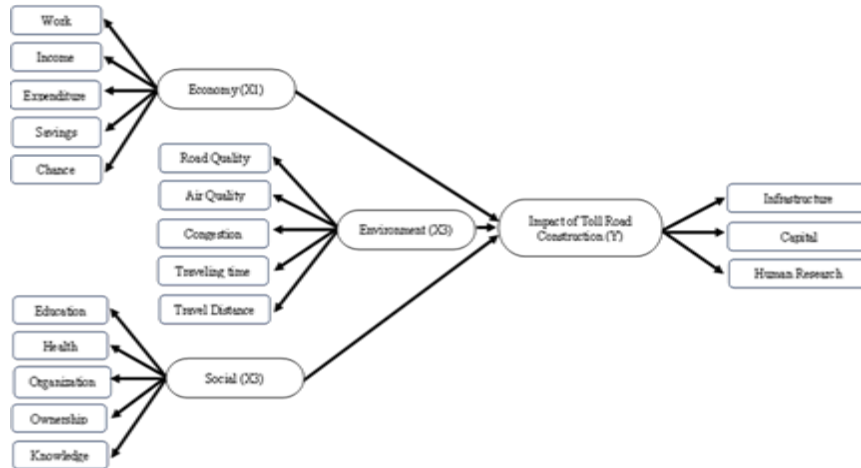 Work
Income
Expenditure
Savings
Chance
Economy (X1)
Road Quality
Air Quality
Congestion
Traveling time
Travel Distance
Environment (X3)
Education
Health
Organization
Ownership
Knowledge
Social (X3)
Impact of Toll Road
Construction (Y)
Infrastructure
Capital
Human Research